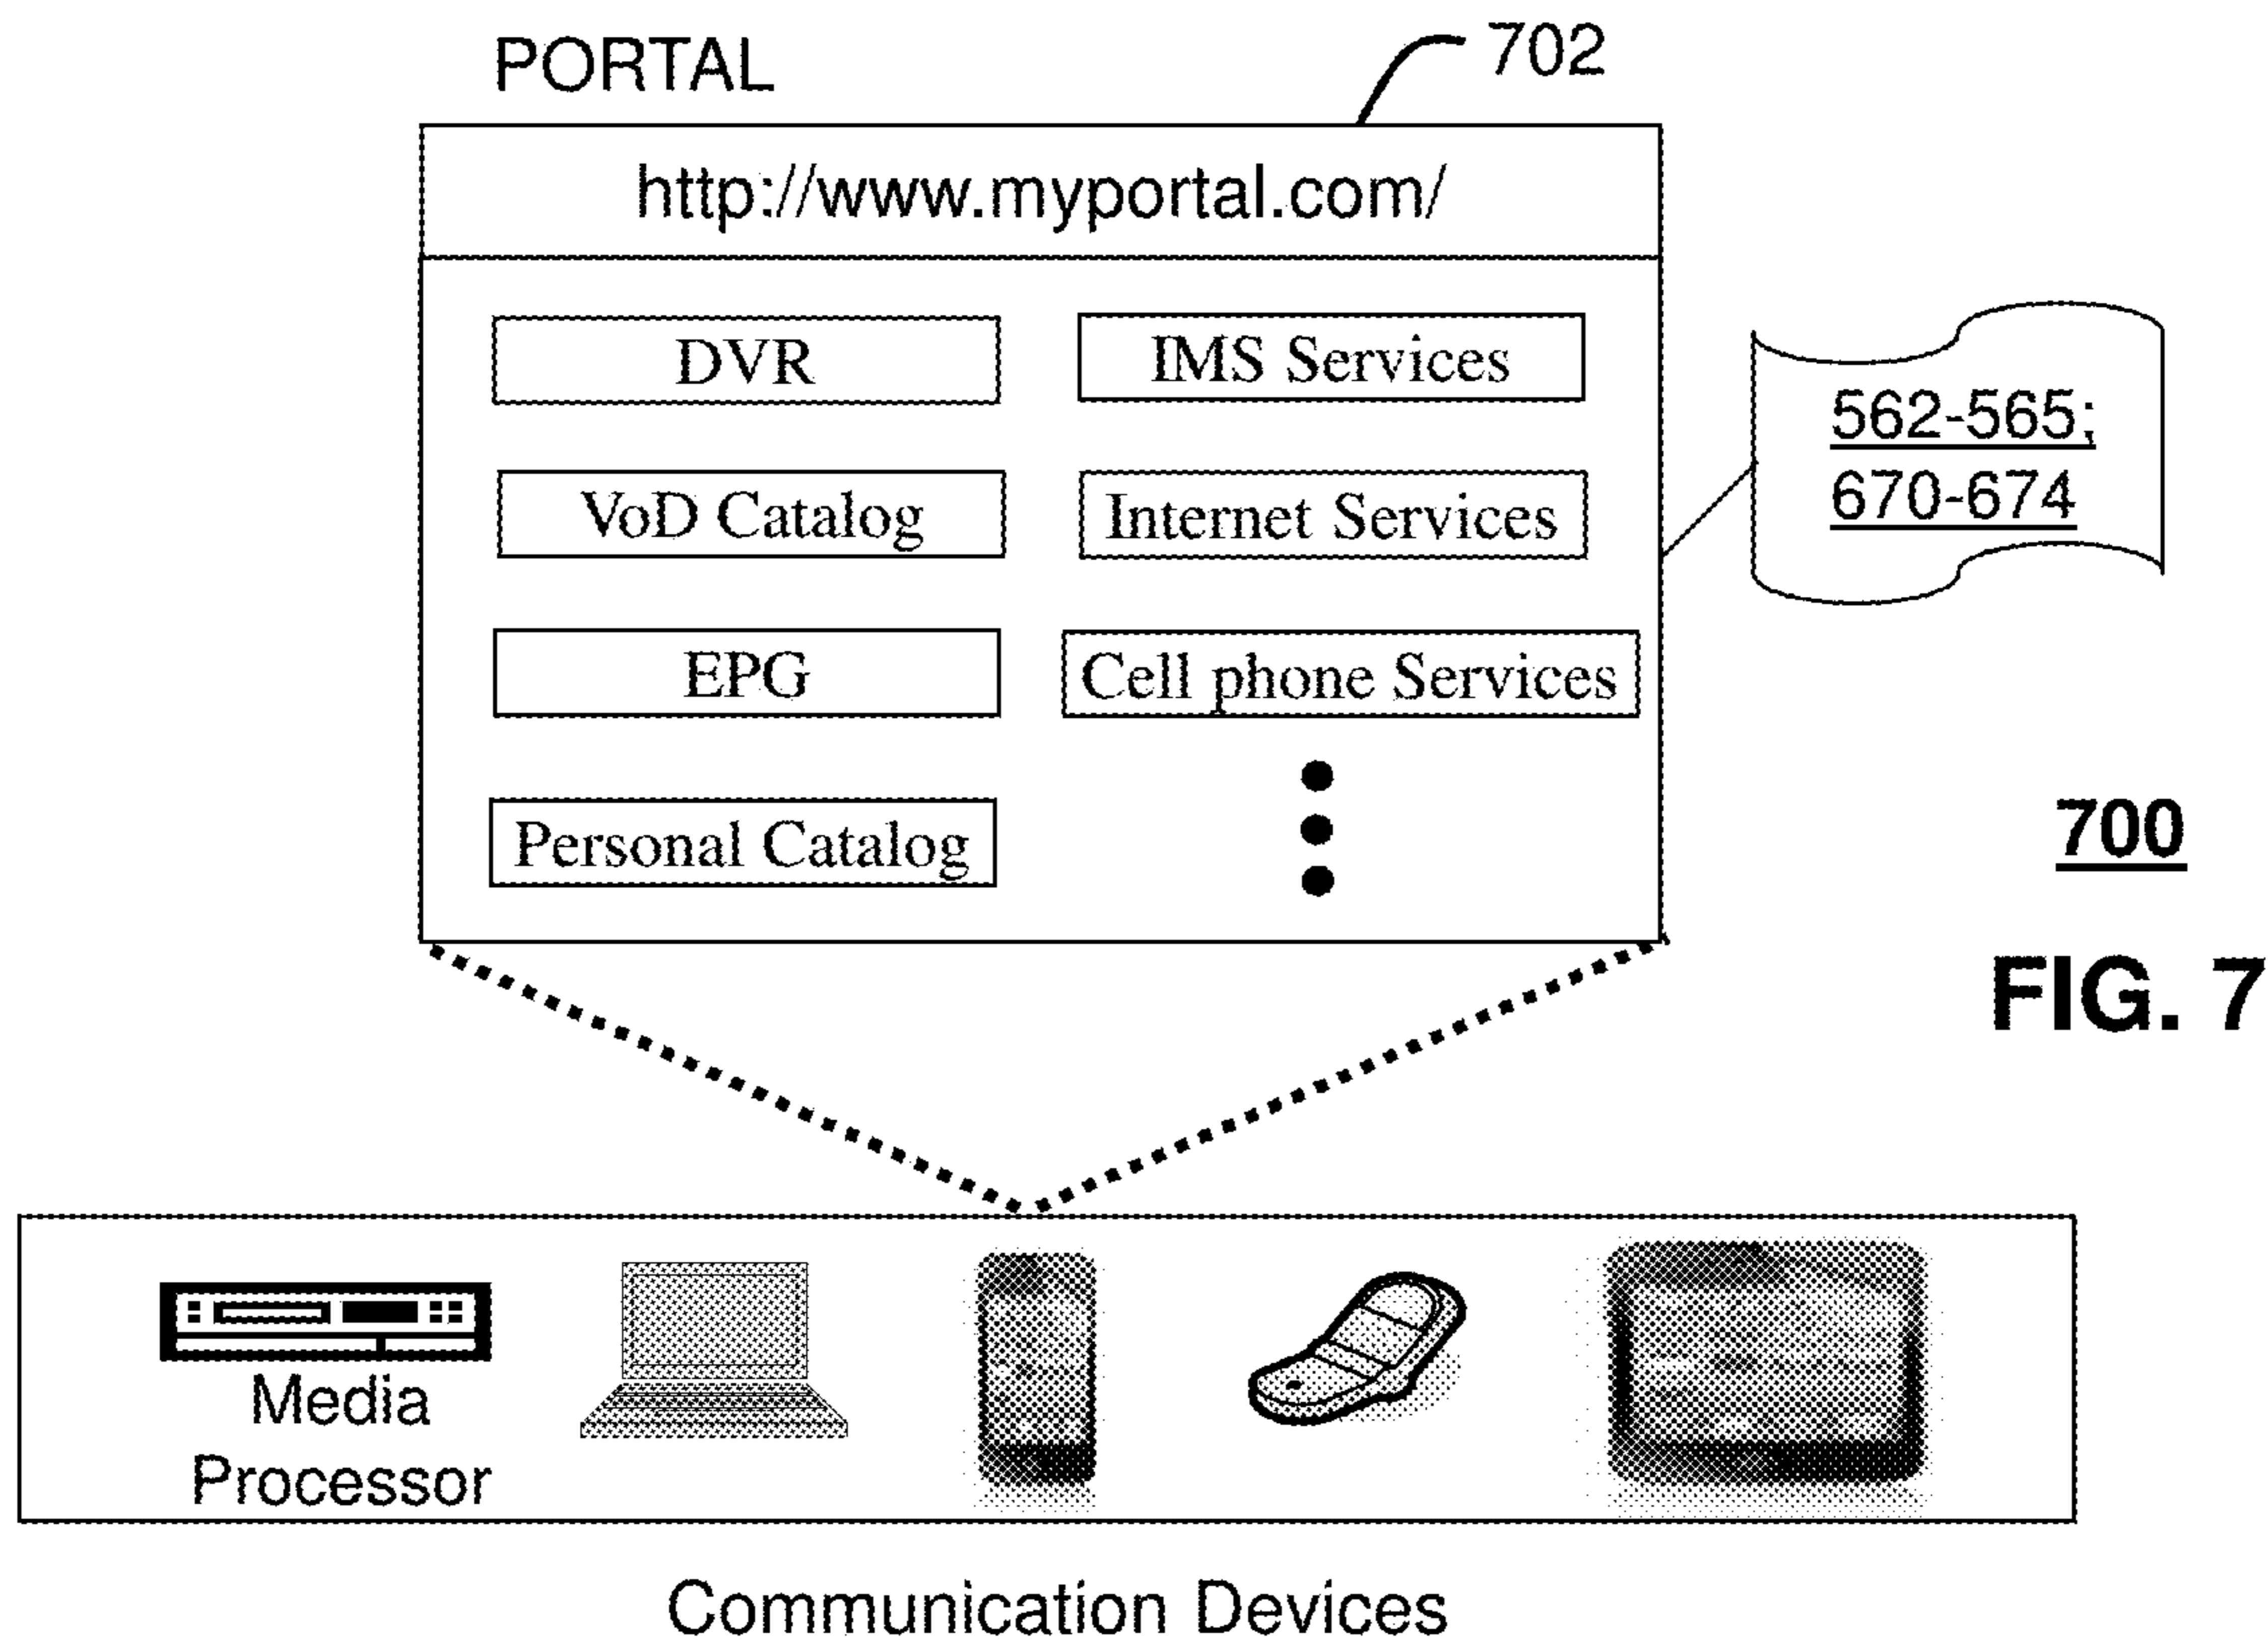 PORTAL
702
http://www.myportal.com/
DVR
IMS Services
562-565;
670-674
VoD Catalog
Internet Services
EPG
Cell phone Services
Personal Catalog
700
FIG. 7
Media
Processor
Communication Devices